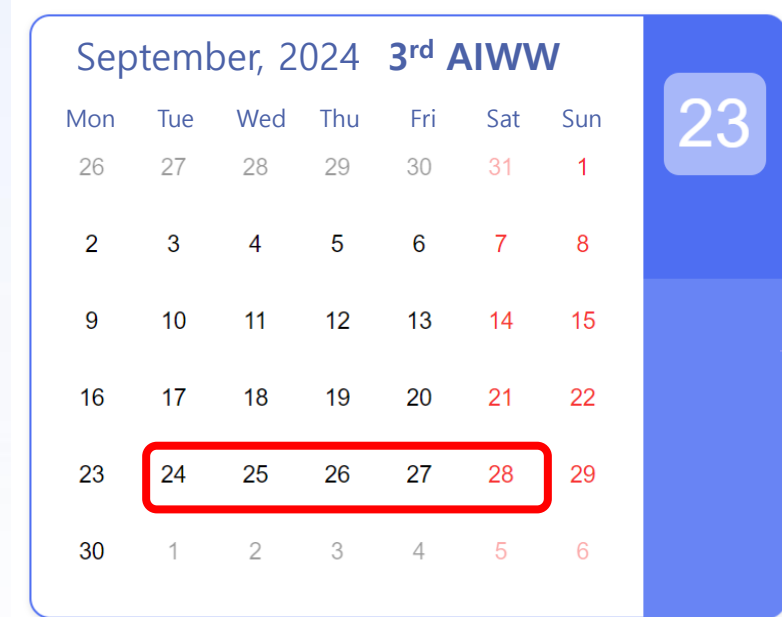 September, 2024 3rd AIWW
23
Mon Tue Wed Thu Fri Sat Sun
26 27 28 29 30 31 1
2 3 4 5 6 7 8
9 10 11 12 13 14 15
16 17 18 19 20 21 22
23 24 25 26 27 28 29
30 1 2 3 4 5 6